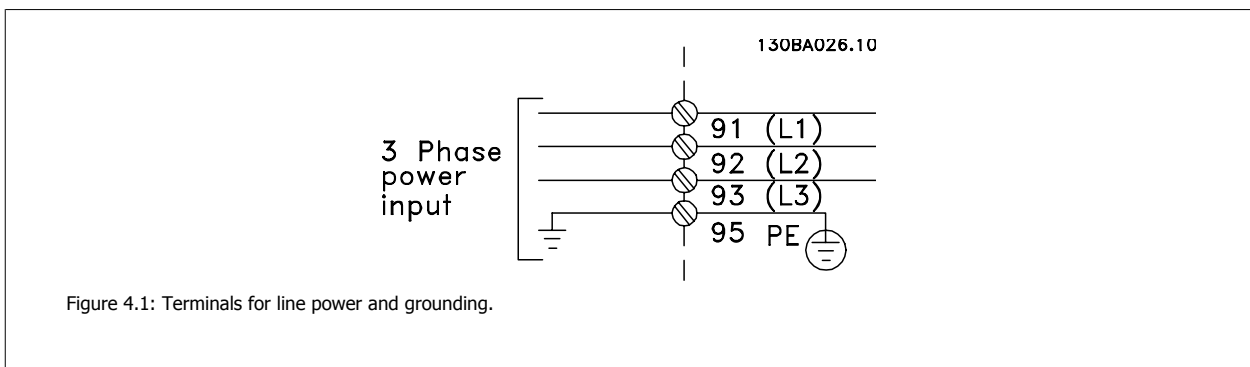 130BA026.10
3 Phase
power
input
91 (L1)
92 (L2)
93 (L3)
95 PE
Figure 4.1: Terminals for line power and grounding.